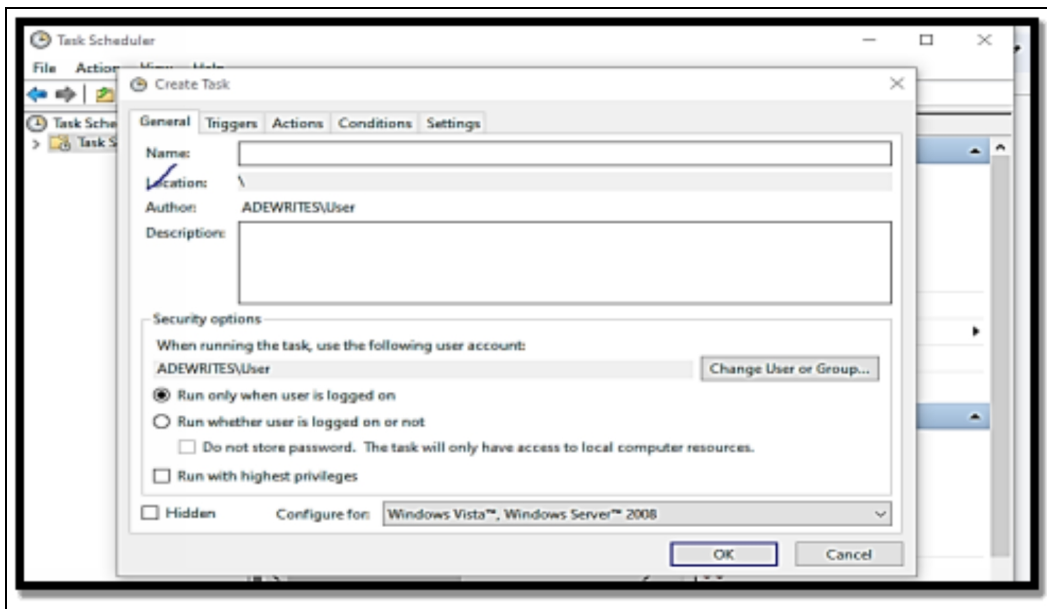 Task Scheduler
File Action View Help
Create Task
Task Sche
Task S
General Triggers Actions Conditions Settings
Name:
Location: \
Author: ADEWRITES\User
Description:
Security options
When running the task, use the following user account:
ADEWRITES\User Change User or Group...
Run only when user is logged on
Run whether user is logged on or not
Do not store password. The task will only have access to local computer resources.
Run with highest privileges
Hidden Configure for: Windows Vista™, Windows Server™ 2008
OK Cancel